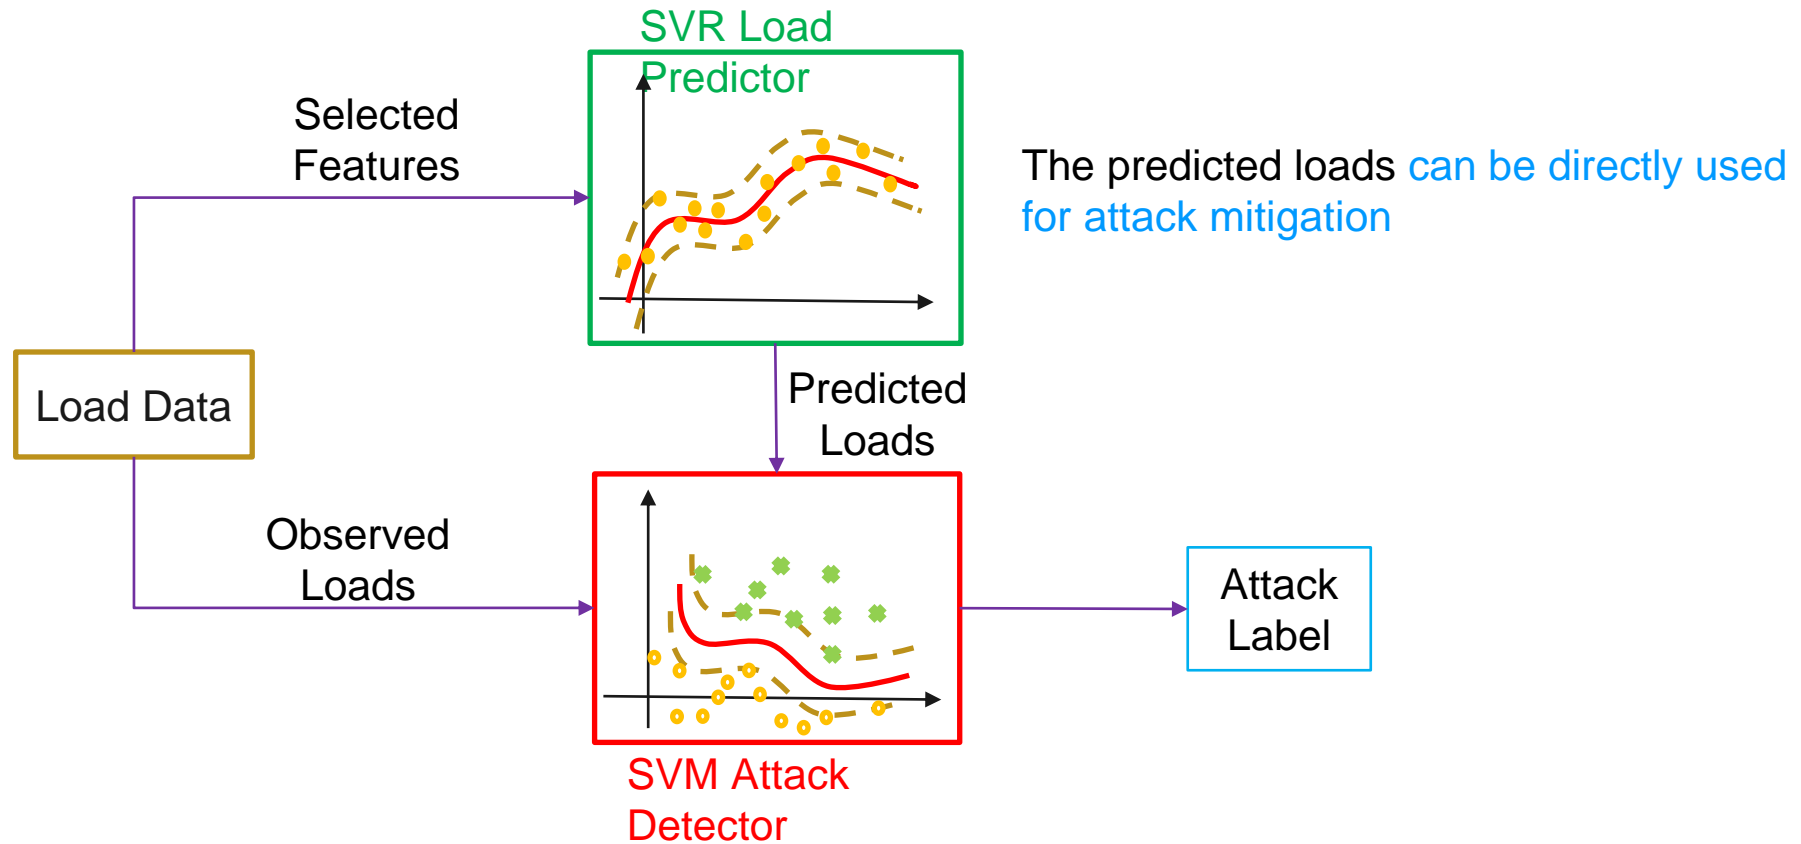 SVR Load
Predictor
Selected
Features
The predicted loads can be directly used
for attack mitigation
Load Data
Predicted
Loads
Observed
Loads
Attack
Label
SVM Attack
Detector